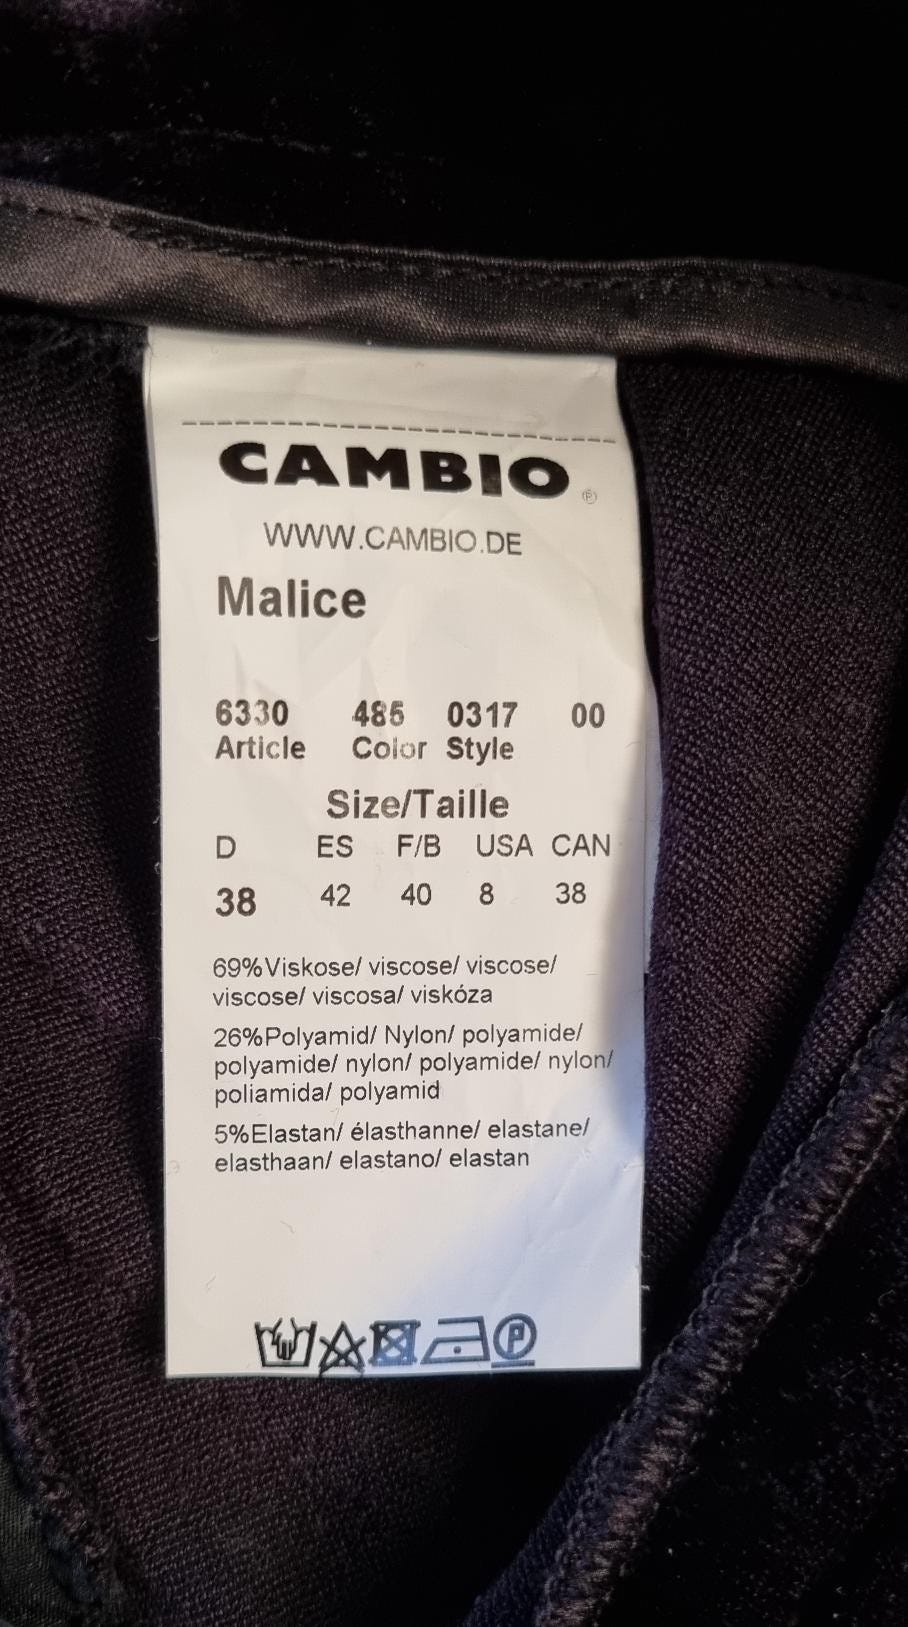 CAMBIO ®
WWW.CAMBIO.DE
Malice
6330 485 0317 00
Article Color Style
Size/Taille
D ES F/B USA CAN
38 42 40 8 38
69%Viskose/ viscose/ viscose/
viscose/ viscosa/ viskóza
26%Polyamid/ Nylon/ polyamide/
polyamide/ nylon/ polyamide/ nylon/
poliamida/ polyamid
5%Elastan/ élasthanne/ elastane/
elasthaan/ elastano/ elastan
P